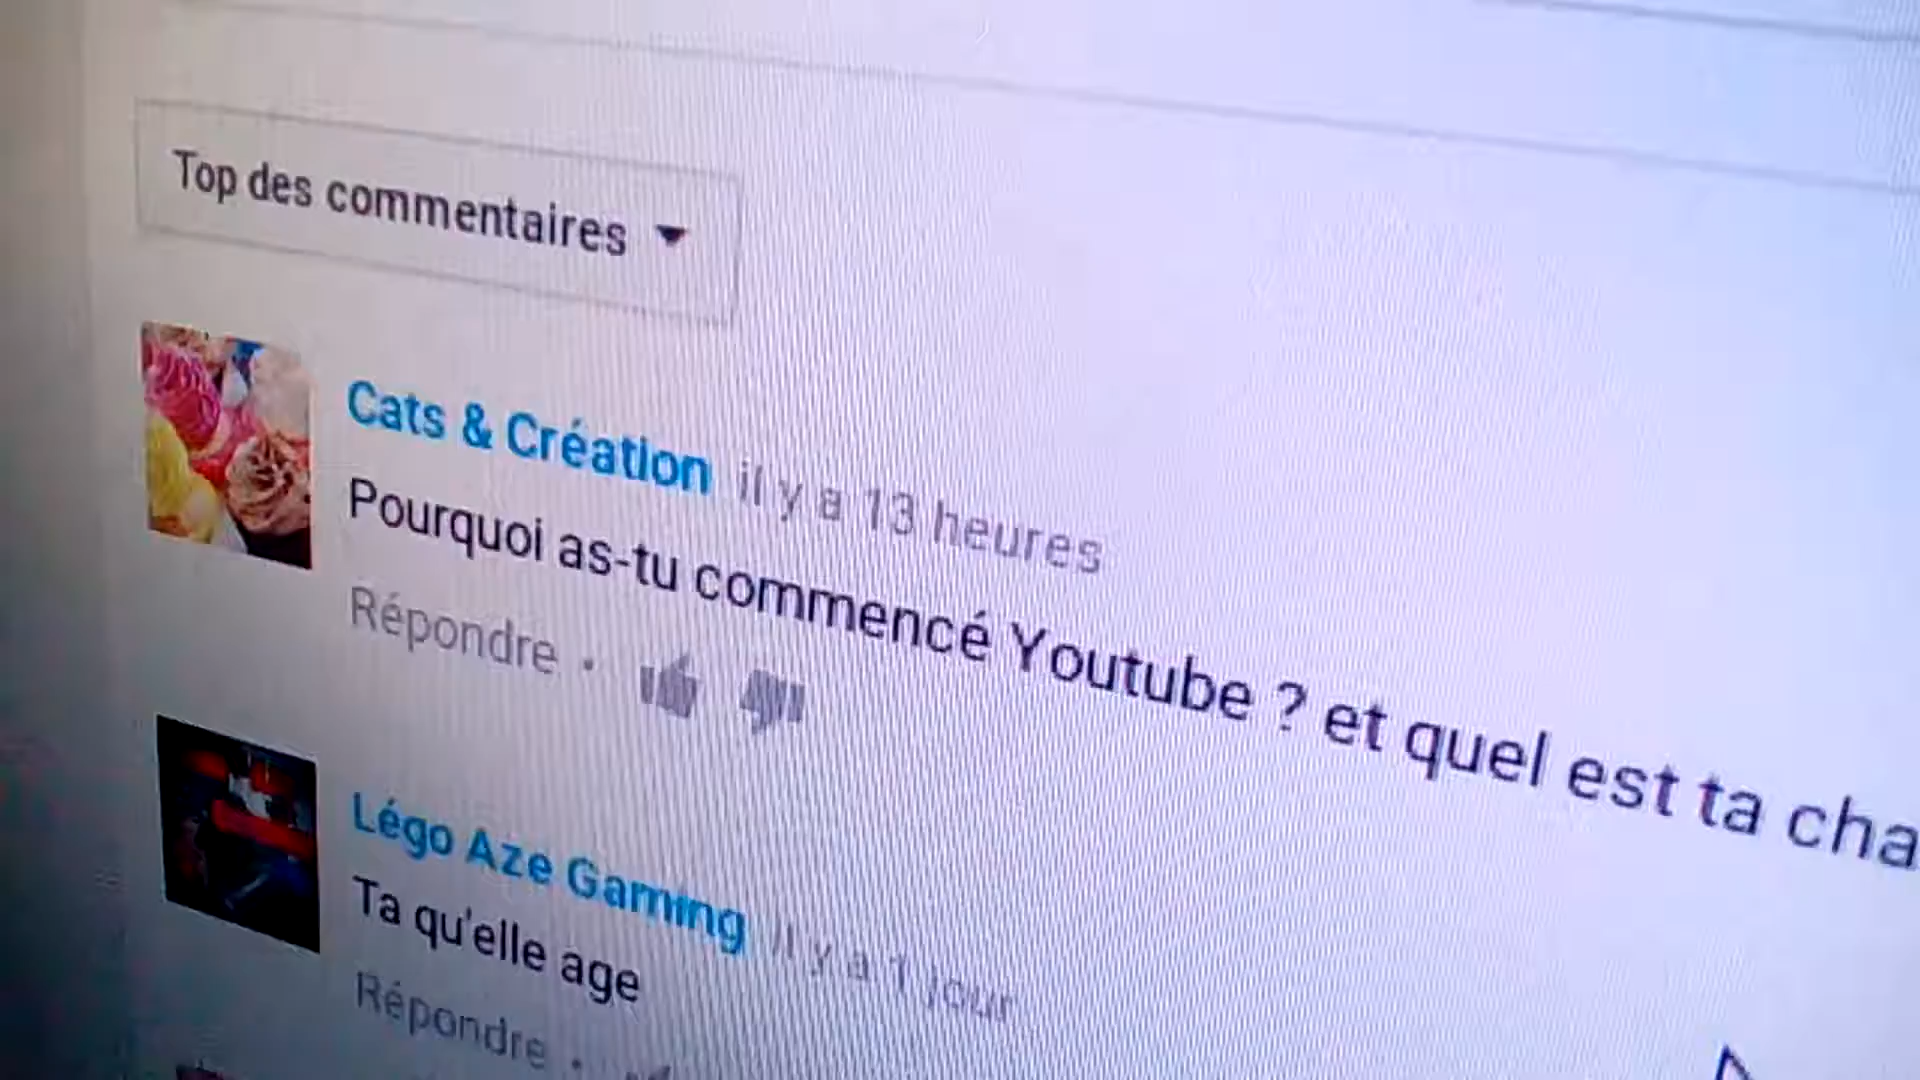 Top des commentaires
Cats & Création il y a 13 heures
Pourquoi as-tu commencé Youtube ? et quel est ta cha
Répondre
Légo Aze Gaming il y a 1 jour
Ta qu'elle age
Répondre